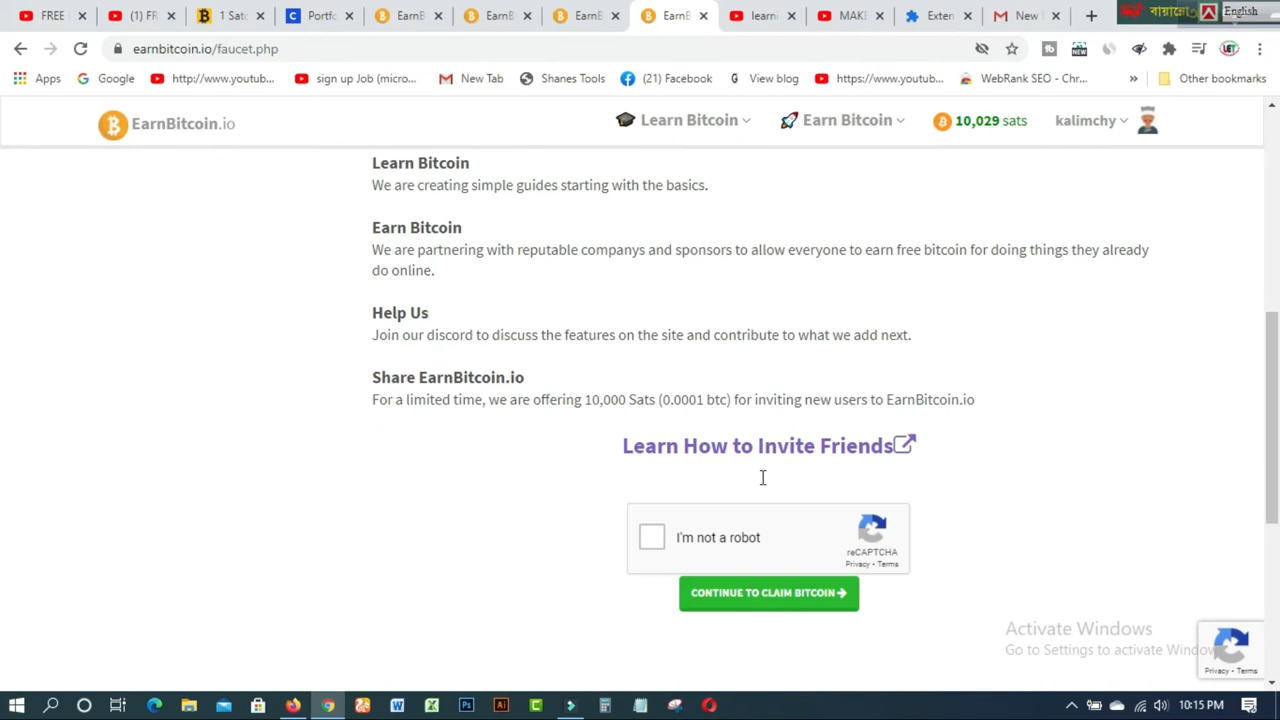 FREE
(1) FR
1 Sato
Portfo
EarnB
EarnB
EarnB
EarnB
learni
MAKE
Exten
New L
বায়ান্নো
English
earnbitcoin.io/faucet.php
Apps
Google
http://www.youtub...
sign up Job (micro...
New Tab
Shanes Tools
(21) Facebook
View blog
https://www.youtub...
WebRank SEO - Chr...
»
Other bookmarks
EarnBitcoin.io
Learn Bitcoin
Earn Bitcoin
10,029 sats
kalimchy
Learn Bitcoin
We are creating simple guides starting with the basics.
Earn Bitcoin
We are partnering with reputable companys and sponsors to allow everyone to earn free bitcoin for doing things they already
do online.
Help Us
Join our discord to discuss the features on the site and contribute to what we add next.
Share EarnBitcoin.io
For a limited time, we are offering 10,000 Sats (0.0001 btc) for inviting new users to EarnBitcoin.io
Learn How to Invite Friends
I'm not a robot
reCAPTCHA
Privacy - Terms
CONTINUE TO CLAIM BITCOIN
Activate Windows
Go to Settings to activate Windows
Privacy - Terms
10:15 PM